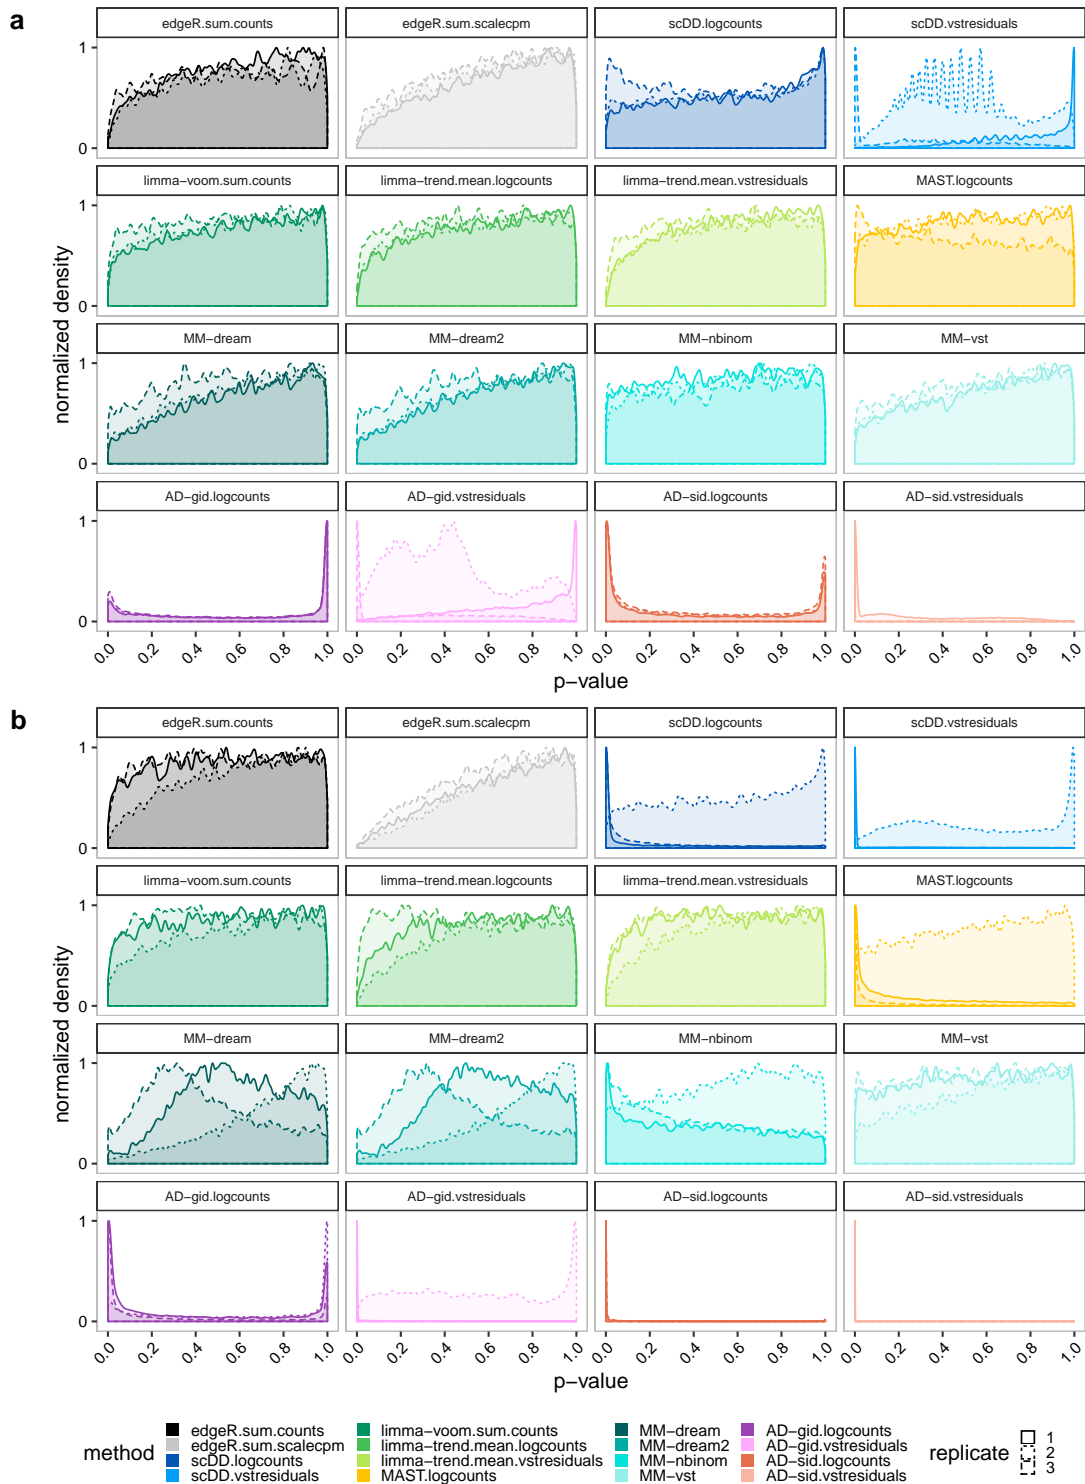 a
edgeR.sum.counts edgeR.sum.scalecpm scDD.logcounts scDD.vstresiduals
1
0
limma−voom.sum.counts limma−trend.mean.logcounts limma−trend.mean.vstresiduals MAST.logcounts
1
0
MM−dream MM−dream2 MM−nbinom MM−vst
1
0
AD−gid.logcounts AD−gid.vstresiduals AD−sid.logcounts AD−sid.vstresiduals
1
0
normalized density
0.0 0.2 0.4 0.6 0.8 1.0 0.0 0.2 0.4 0.6 0.8 1.0 0.0 0.2 0.4 0.6 0.8 1.0 0.0 0.2 0.4 0.6 0.8 1.0
p−value
b
edgeR.sum.counts edgeR.sum.scalecpm scDD.logcounts scDD.vstresiduals
1
0
limma−voom.sum.counts limma−trend.mean.logcounts limma−trend.mean.vstresiduals MAST.logcounts
1
0
MM−dream MM−dream2 MM−nbinom MM−vst
1
0
AD−gid.logcounts AD−gid.vstresiduals AD−sid.logcounts AD−sid.vstresiduals
1
0
normalized density
0.0 0.2 0.4 0.6 0.8 1.0 0.0 0.2 0.4 0.6 0.8 1.0 0.0 0.2 0.4 0.6 0.8 1.0 0.0 0.2 0.4 0.6 0.8 1.0
p−value
method
edgeR.sum.counts limma−voom.sum.counts MM−dream AD−gid.logcounts
edgeR.sum.scalecpm limma−trend.mean.logcounts MM−dream2 AD−gid.vstresiduals
scDD.logcounts limma−trend.mean.vstresiduals MM−nbinom AD−sid.logcounts
scDD.vstresiduals MAST.logcounts MM−vst AD−sid.vstresiduals
replicate
1
2
3